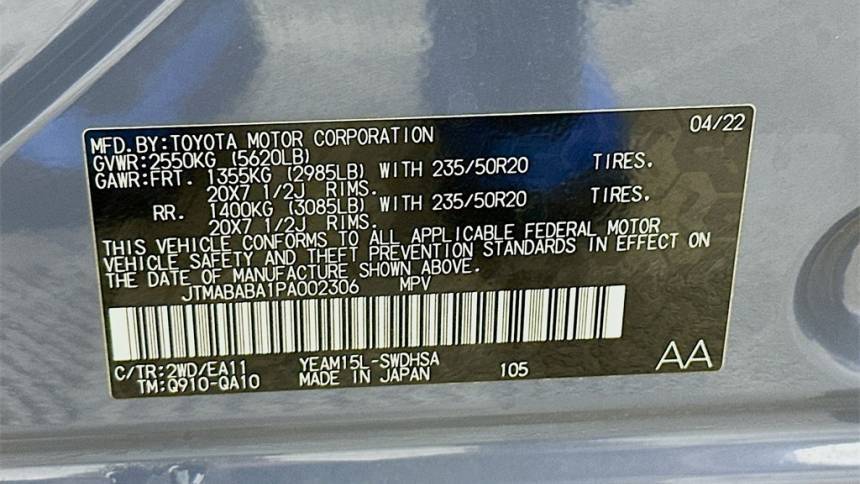 04/22
MFD.BY:TOYOTA MOTOR CORPORATION
GVWR:2550KG (5620LB)
GAWR:FRT. 1355KG (2985LB) WITH 235/50R20 TIRES.
20X7 1/2J RIMS.
RR. 1400KG (3085LB) WITH 235/50R20 TIRES.
20X7 1/2J RIMS.
THIS VEHICLE CONFORMS TO ALL APPLICABLE FEDERAL MOTOR
VEHICLE SAFETY AND THEFT PREVENTION STANDARDS IN EFFECT ON
THE DATE OF MANUFACTURE SHOWN ABOVE.
JTMABABA1PA002306 MPV
C/TR:2WD/EA11 YEAM15L-SWDHSA
TM:Q910-QA10 MADE IN JAPAN 105 AA